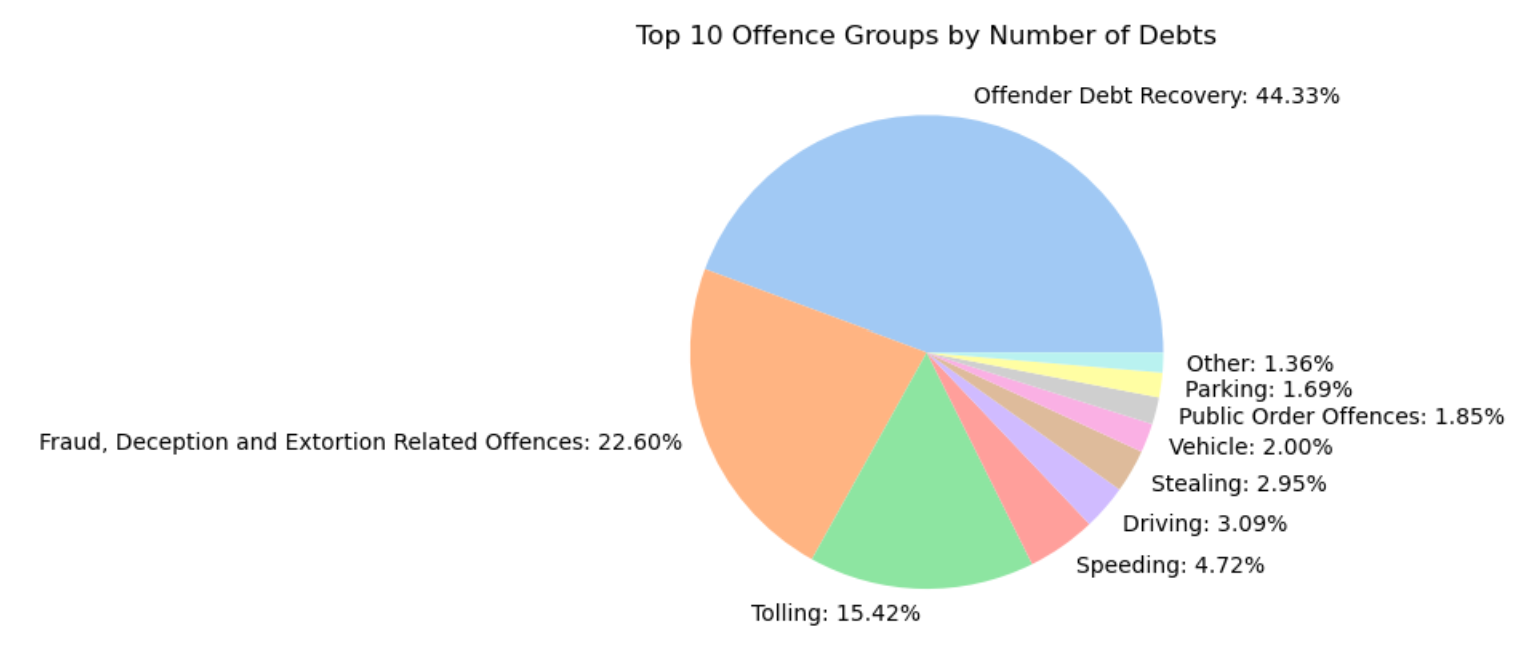 Top 10 Offence Groups by Number of Debts
Offender Debt Recovery: 44.33%
Other: 1.36%
Parking: 1.69%
Public Order Offences: 1.85%
Fraud, Deception and Extortion Related Offences: 22.60%
Vehicle: 2.00%
Stealing: 2.95%
Driving: 3.09%
Speeding: 4.72%
Tolling: 15.42%